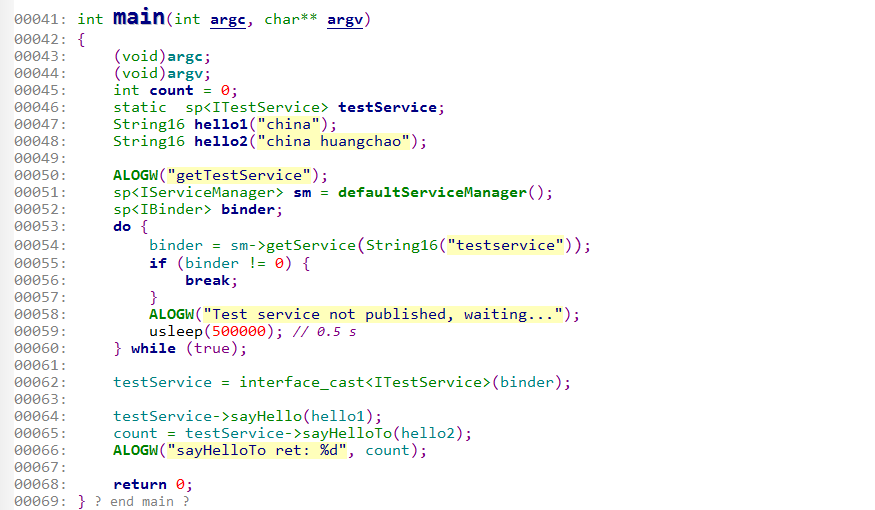 00041: int main(int argc, char** argv)
00042: {
00043:     (void)argc;
00044:     (void)argv;
00045:     int count = 0;
00046:     static  sp<ITestService> testService;
00047:     String16 hello1("china");
00048:     String16 hello2("china huangchao");
00049:
00050:     ALOGW("getTestService");
00051:     sp<IServiceManager> sm = defaultServiceManager();
00052:     sp<IBinder> binder;
00053:     do {
00054:         binder = sm->getService(String16("testservice"));
00055:         if (binder != 0) {
00056:             break;
00057:         }
00058:         ALOGW("Test service not published, waiting...");
00059:         usleep(500000); // 0.5 s
00060:     } while (true);
00061:
00062:     testService = interface_cast<ITestService>(binder);
00063:
00064:     testService->sayHello(hello1);
00065:     count = testService->sayHelloTo(hello2);
00066:     ALOGW("sayHelloTo ret: %d", count);
00067:
00068:     return 0;
00069: } ? end main ?